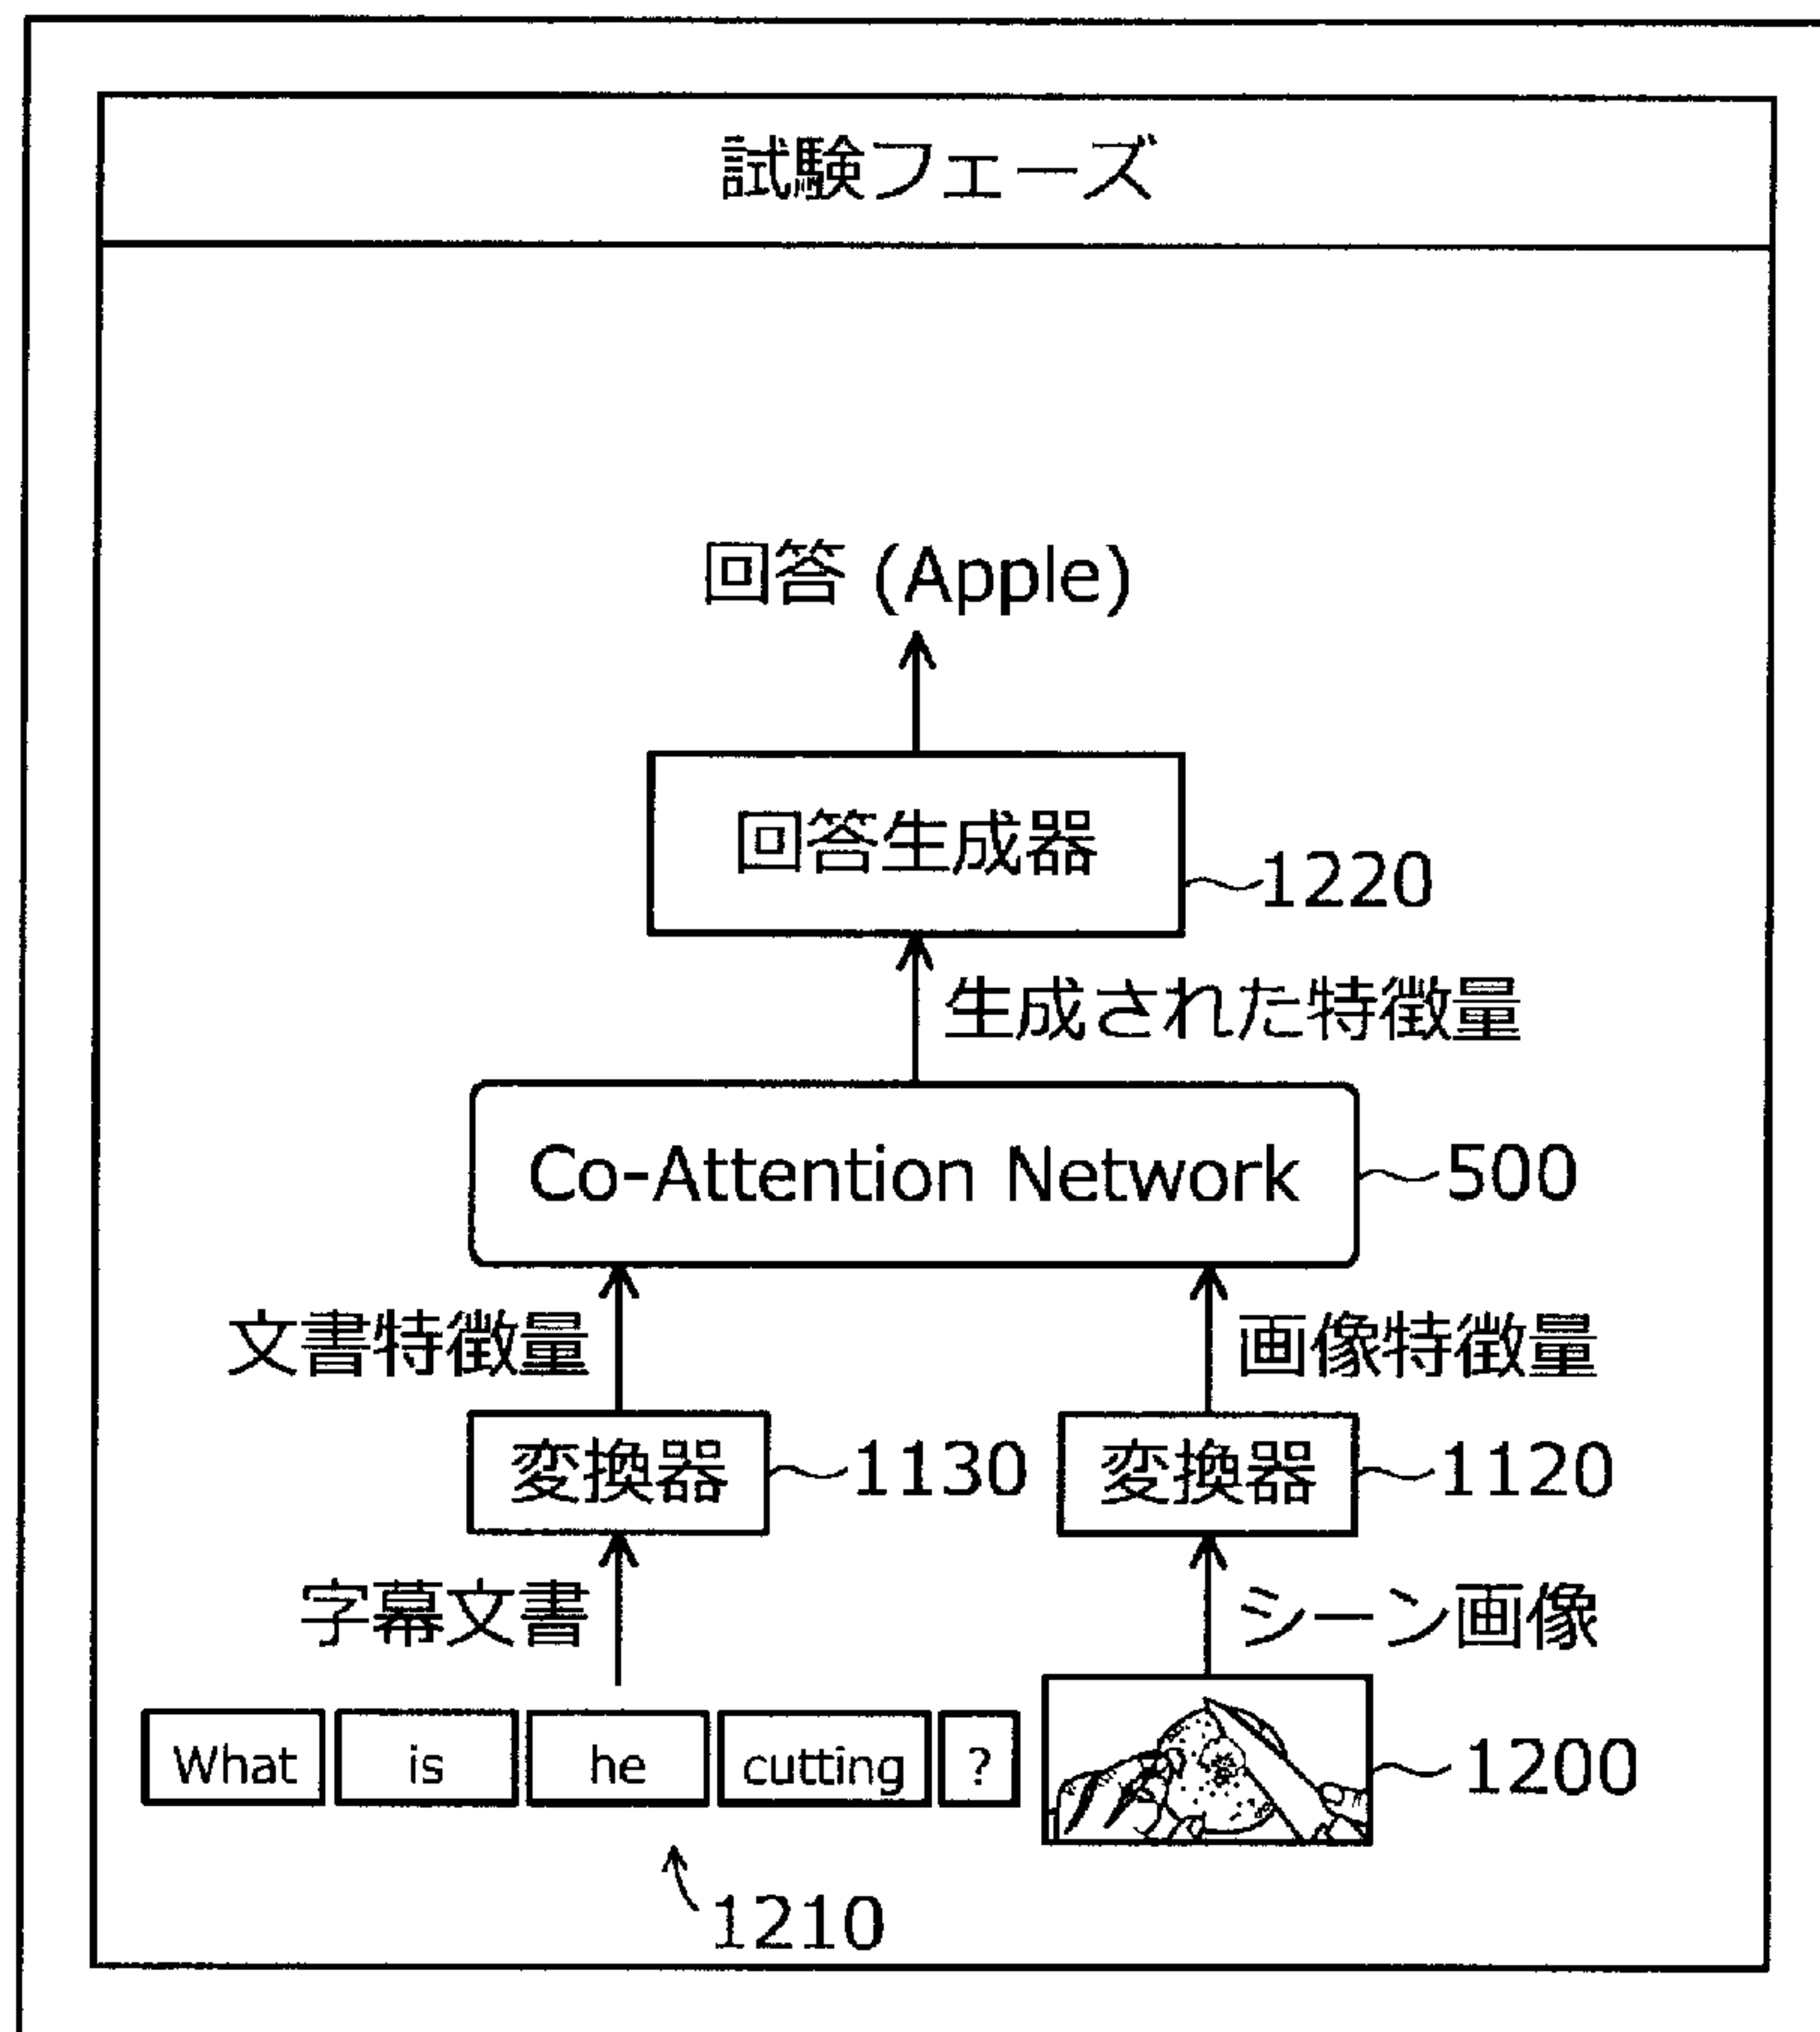 試験フェーズ
回答 (Apple)
回答生成器
1220
生成された特徴量
Co-Attention Network
500
文書特徴量
画像特徴量
変換器
1130
変換器
1120
字幕文書
シーン画像
What is he cutting ?
1200
1210